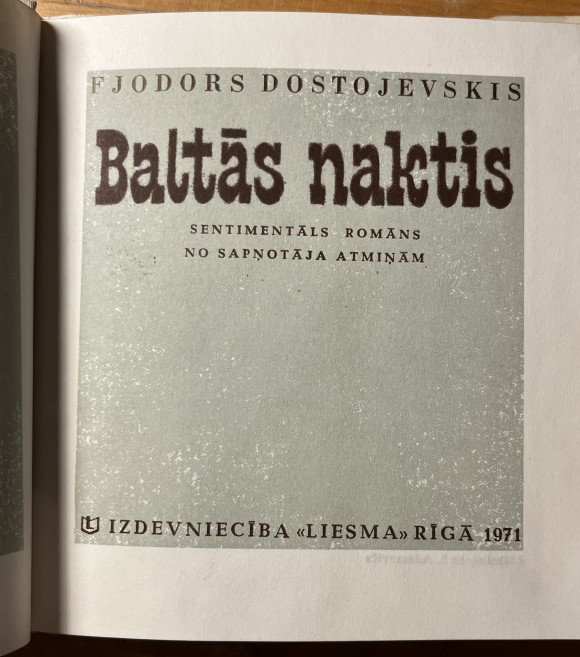 FJODORS DOSTOJEVSKIS
Baltās naktis
SENTIMENTĀLS ROMĀNS
NO SAPŅOTĀJA ATMIŅĀM
IZDEVNIECĪBA «LIESMA» RĪGĀ 1971